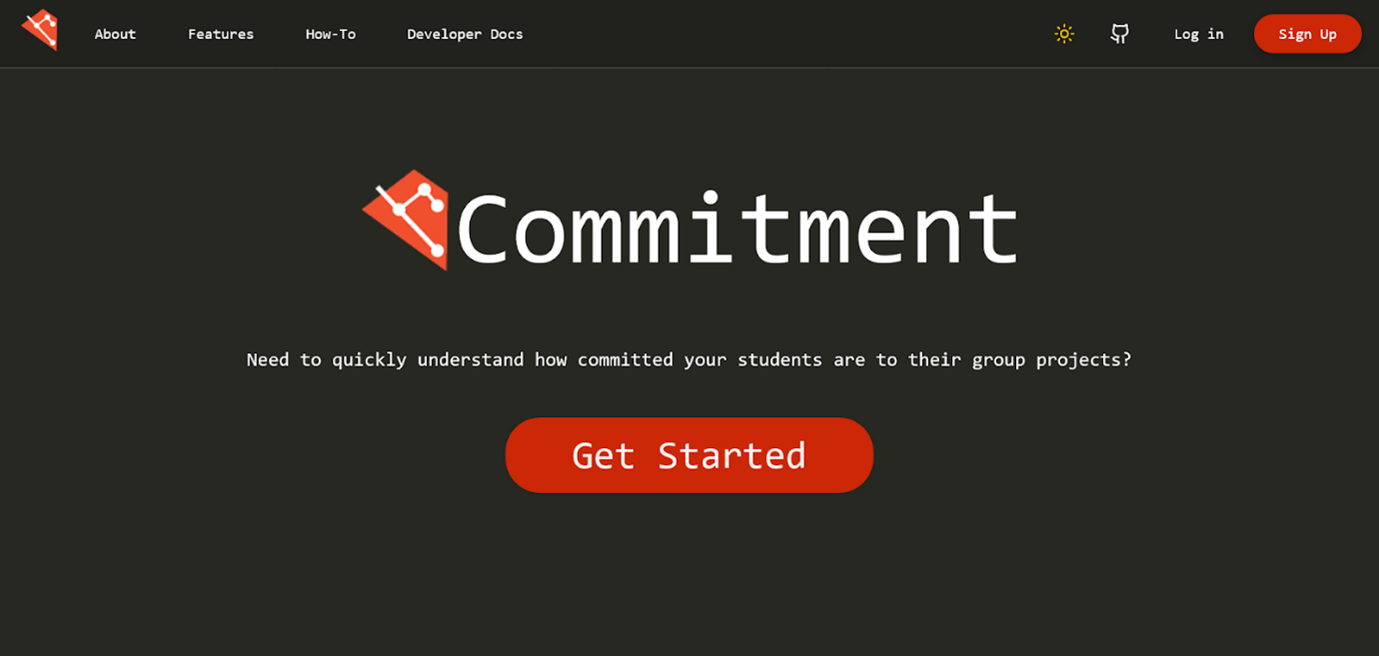 About Features How-To Developer Docs Log in Sign Up
Commitment
Need to quickly understand how committed your students are to their group projects?
Get Started